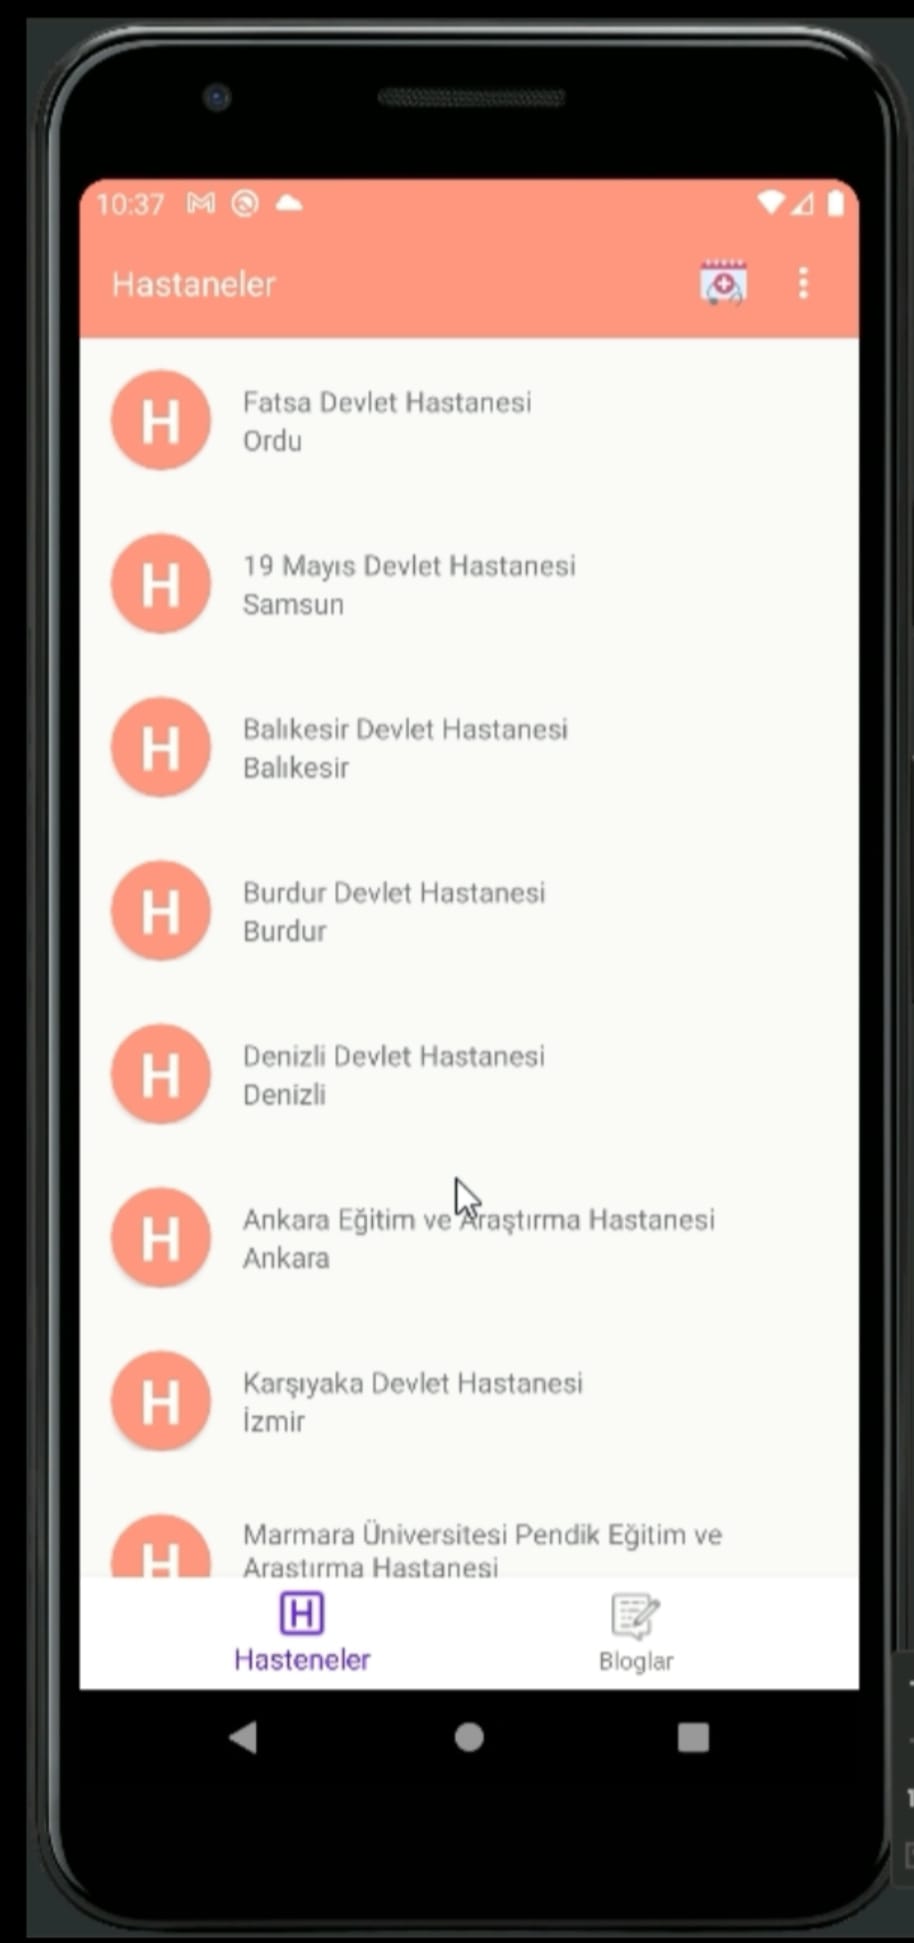 10:37
Hastaneler
H
Fatsa Devlet Hastanesi
Ordu
H
19 Mayıs Devlet Hastanesi
Samsun
H
Balıkesir Devlet Hastanesi
Balıkesir
H
Burdur Devlet Hastanesi
Burdur
H
Denizli Devlet Hastanesi
Denizli
H
Ankara Eğitim ve Araştırma Hastanesi
Ankara
H
Karşıyaka Devlet Hastanesi
İzmir
H
Marmara Üniversitesi Pendik Eğitim ve
Araştırma Hastanesi
H
Hasteneler
Bloglar